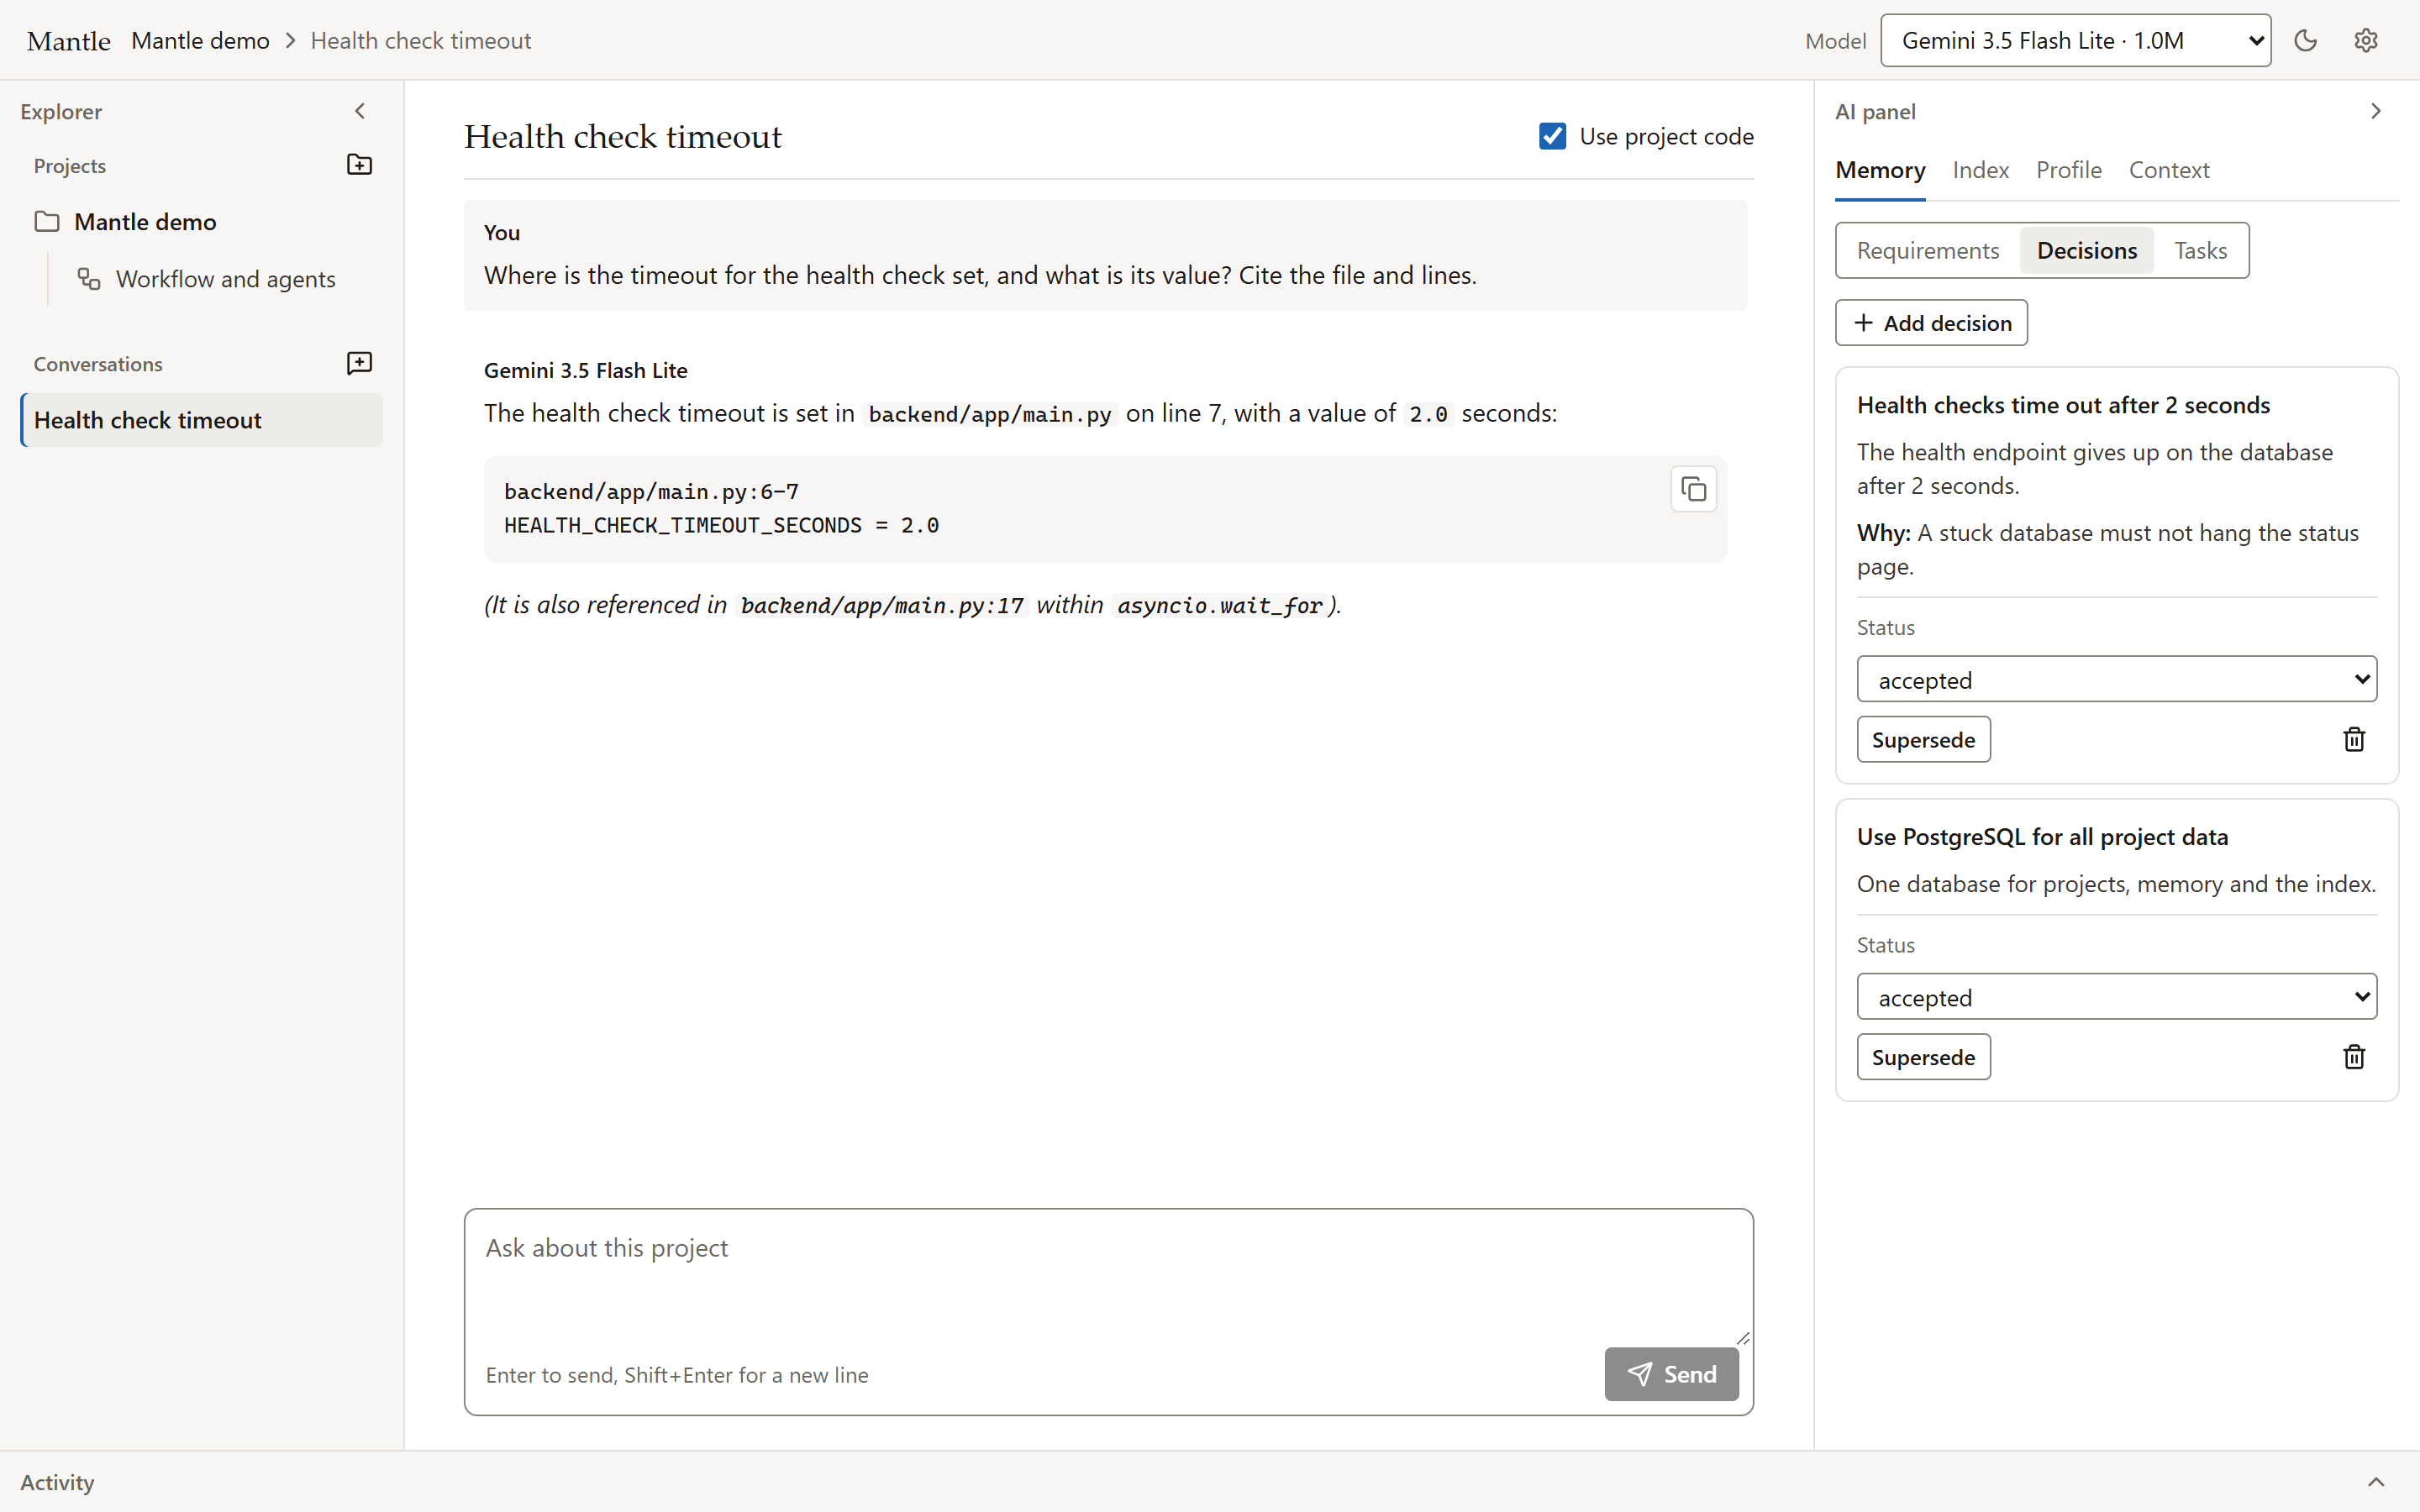 Mantle
Mantle demo
Health check timeout
Model
Gemini 3.5 Flash Lite · 1.0M
Explorer
Projects
Mantle demo
Workflow and agents
Conversations
Health check timeout
Health check timeout
Use project code
You
Where is the timeout for the health check set, and what is its value? Cite the file and lines.
Gemini 3.5 Flash Lite
The health check timeout is set in backend/app/main.py on line 7, with a value of 2.0 seconds:
backend/app/main.py:6-7
HEALTH_CHECK_TIMEOUT_SECONDS = 2.0
(It is also referenced in backend/app/main.py:17 within asyncio.wait_for).
Ask about this project
Enter to send, Shift+Enter for a new line
Send
AI panel
Memory Index Profile Context
Requirements Decisions Tasks
Add decision
Health checks time out after 2 seconds
The health endpoint gives up on the database
after 2 seconds.
Why: A stuck database must not hang the status
page.
Status
accepted
Supersede
Use PostgreSQL for all project data
One database for projects, memory and the index.
Status
accepted
Supersede
Activity